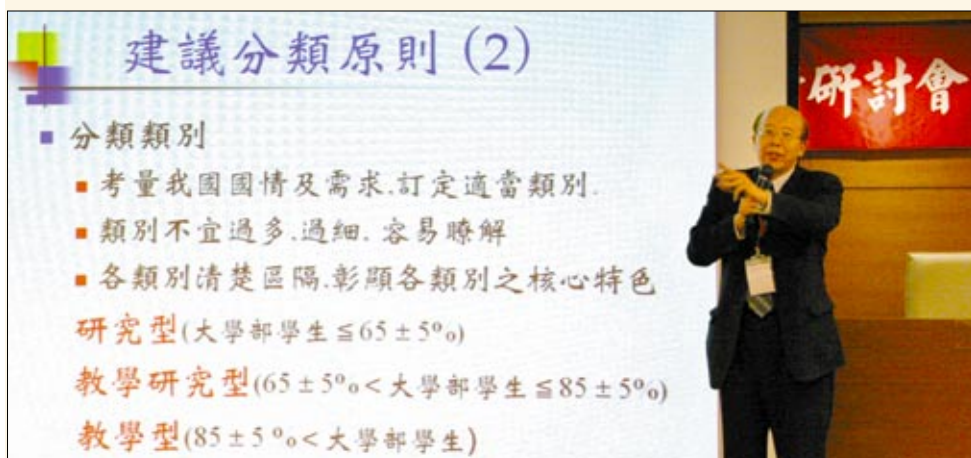 建議分類原則 (2)
分類類別
考量我國國情及需求.訂定適當類別.
類別不宜過多.過細. 容易瞭解
各類別清楚區隔.彰顯各類別之核心特色
研究型(大學部學生≦65±5%)
教學研究型(65±5%<大學部學生≦85±5%)
教學型(85±5%<大學部學生)
研討會